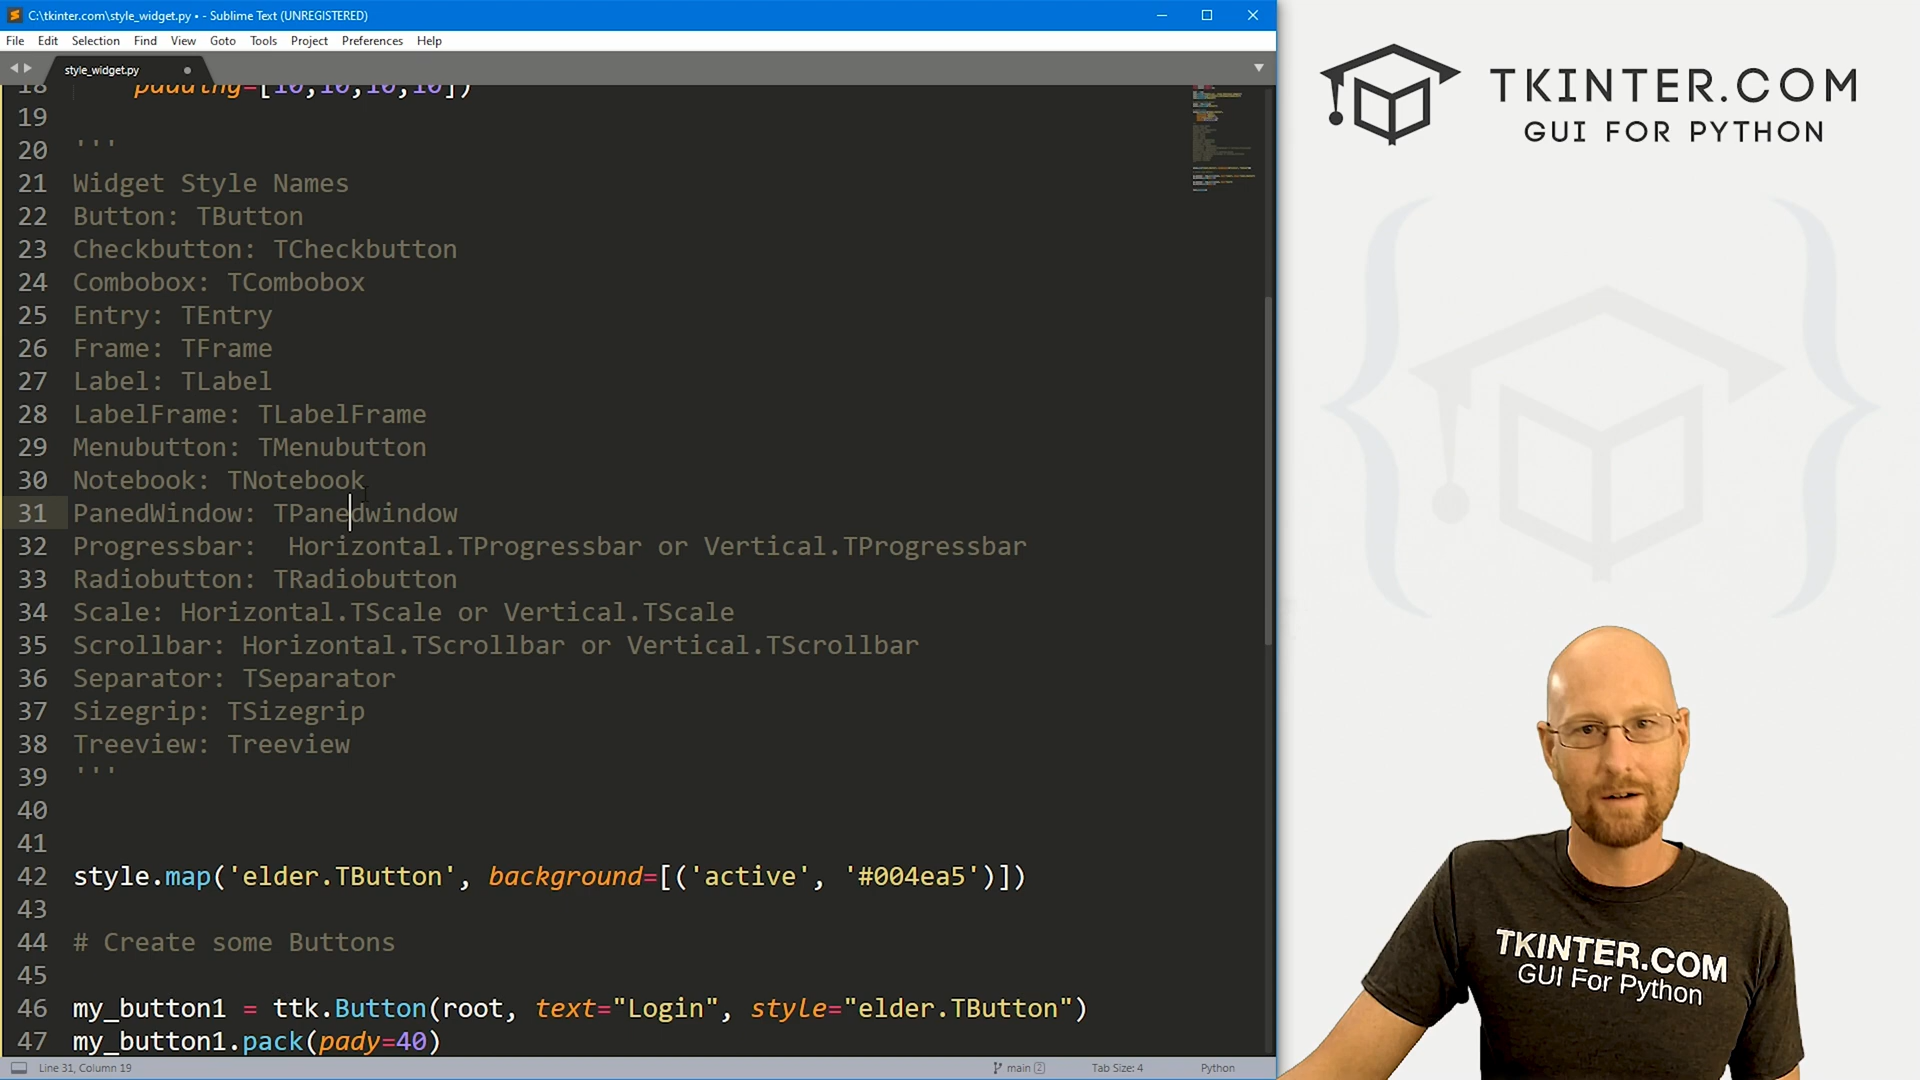 C:\tkinter.com\style_widget.py • - Sublime Text (UNREGISTERED)
File Edit Selection Find View Goto Tools Project Preferences Help
style_widget.py
18 padding=[10,10,10,10])
19
20 '''
21 Widget Style Names
22 Button: TButton
23 Checkbutton: TCheckbutton
24 Combobox: TCombobox
25 Entry: TEntry
26 Frame: TFrame
27 Label: TLabel
28 LabelFrame: TLabelFrame
29 Menubutton: TMenubutton
30 Notebook: TNotebook
31 PanedWindow: TPanedwindow
32 Progressbar:  Horizontal.TProgressbar or Vertical.TProgressbar
33 Radiobutton: TRadiobutton
34 Scale: Horizontal.TScale or Vertical.TScale
35 Scrollbar: Horizontal.TScrollbar or Vertical.TScrollbar
36 Separator: TSeparator
37 Sizegrip: TSizegrip
38 Treeview: Treeview
39 '''
40
41
42 style.map('elder.TButton', background=[('active', '#004ea5')])
43
44 # Create some Buttons
45
46 my_button1 = ttk.Button(root, text="Login", style="elder.TButton")
47 my_button1.pack(pady=40)
Line 31, Column 19
main 2
Tab Size: 4
Python
TKINTER.COM
GUI FOR PYTHON
TKINTER.COM
GUI For Python